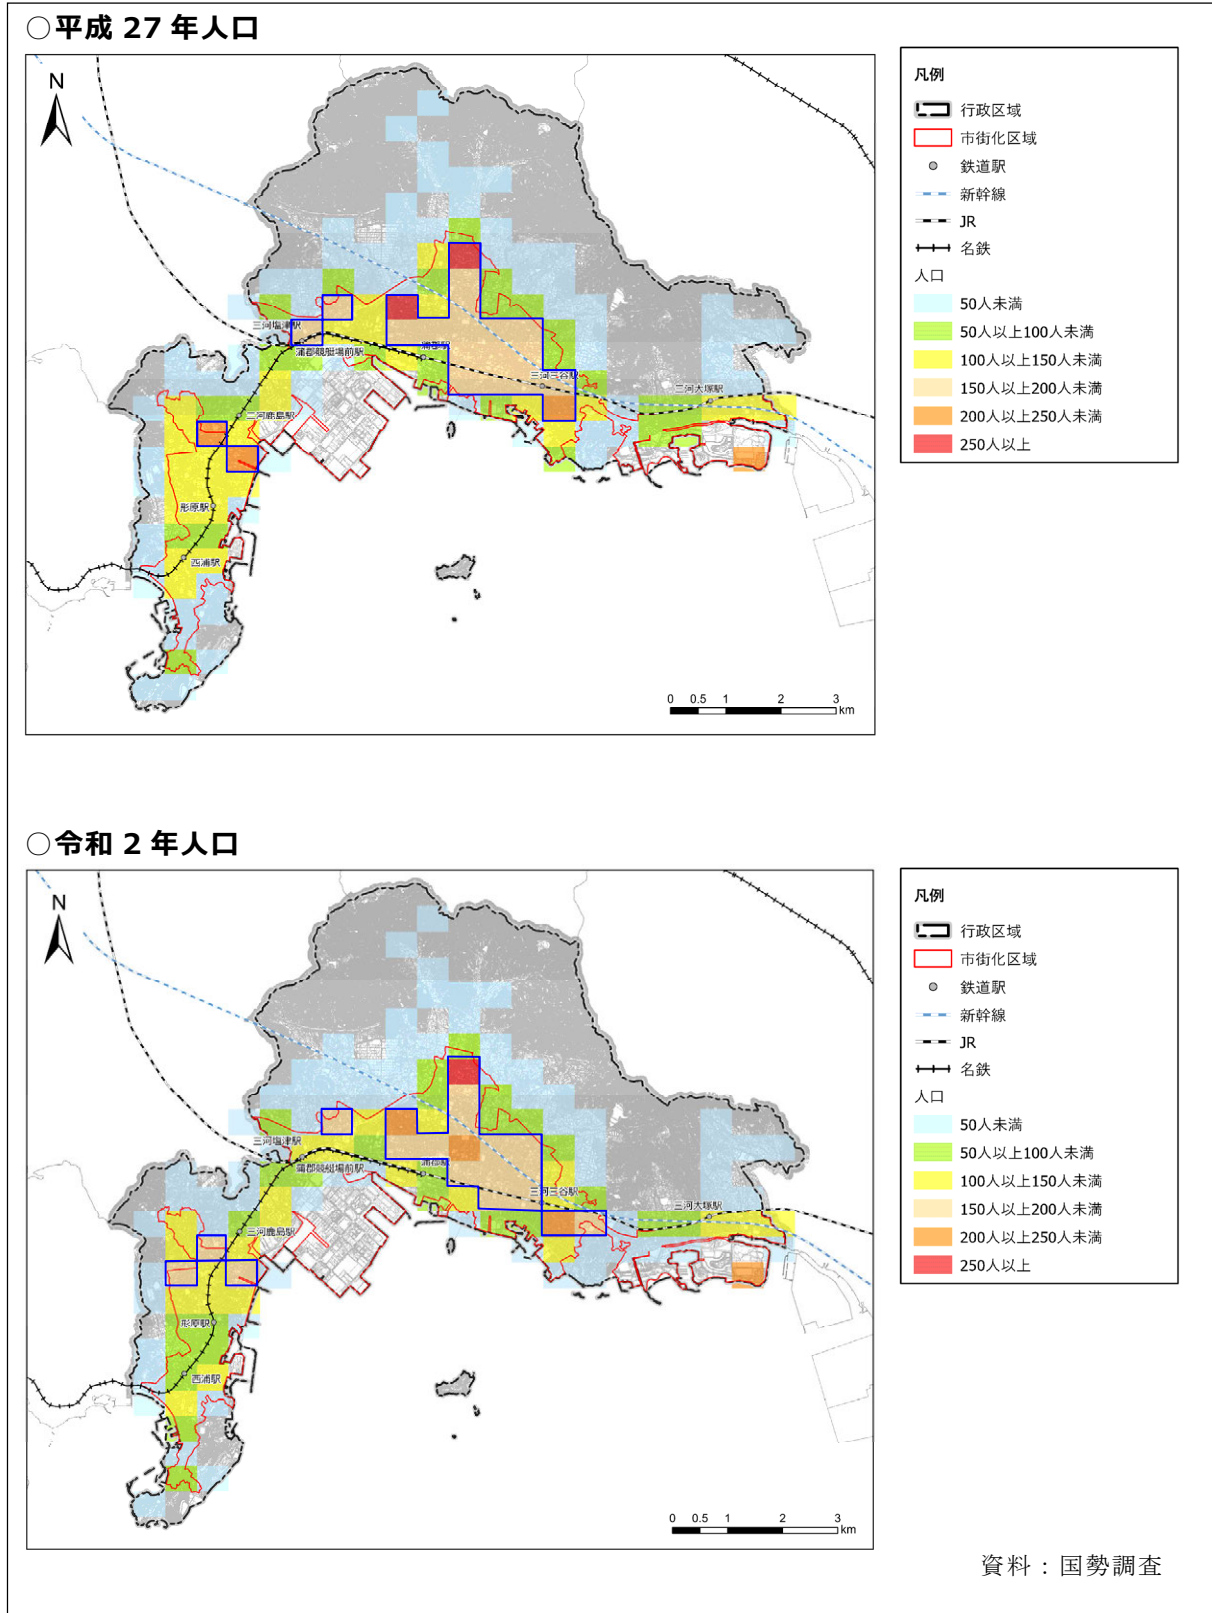 ○平成 27 年人口
N
三河塩津駅
蒲郡競艇場前駅
蒲郡駅
三河三谷駅
三河大塚駅
三河鹿島駅
形原駅
西浦駅
0 0.5 1 2 3
km
凡例
行政区域
市街化区域
鉄道駅
新幹線
JR
名鉄
人口
50人未満
50人以上100人未満
100人以上150人未満
150人以上200人未満
200人以上250人未満
250人以上
○令和 2 年人口
N
三河塩津駅
蒲郡競艇場前駅
蒲郡駅
三河三谷駅
三河大塚駅
三河鹿島駅
形原駅
西浦駅
0 0.5 1 2 3
km
凡例
行政区域
市街化区域
鉄道駅
新幹線
JR
名鉄
人口
50人未満
50人以上100人未満
100人以上150人未満
150人以上200人未満
200人以上250人未満
250人以上
資料：国勢調査